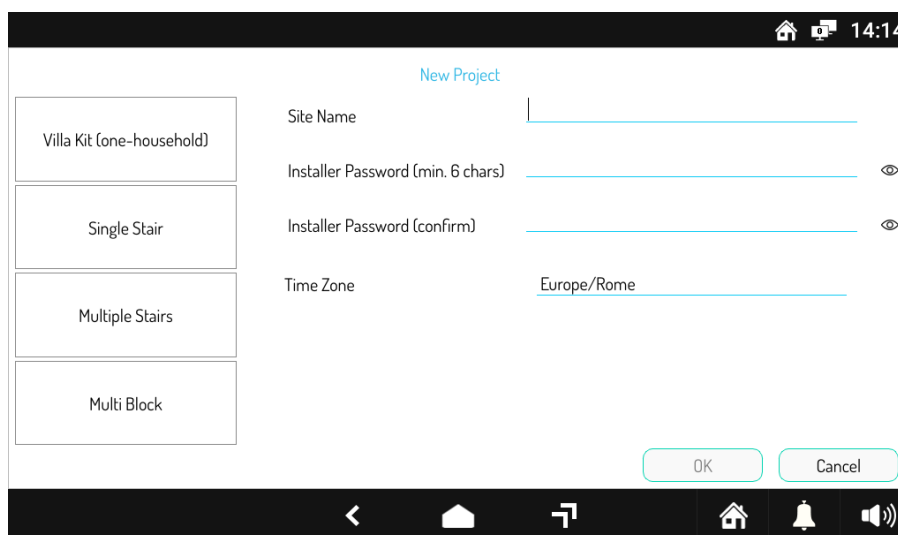 14:14
New Project
Villa Kit (one-household)
Single Stair
Multiple Stairs
Multi Block
Site Name
Installer Password (min. 6 chars)
Installer Password (confirm)
Time Zone
Europe/Rome
OK
Cancel